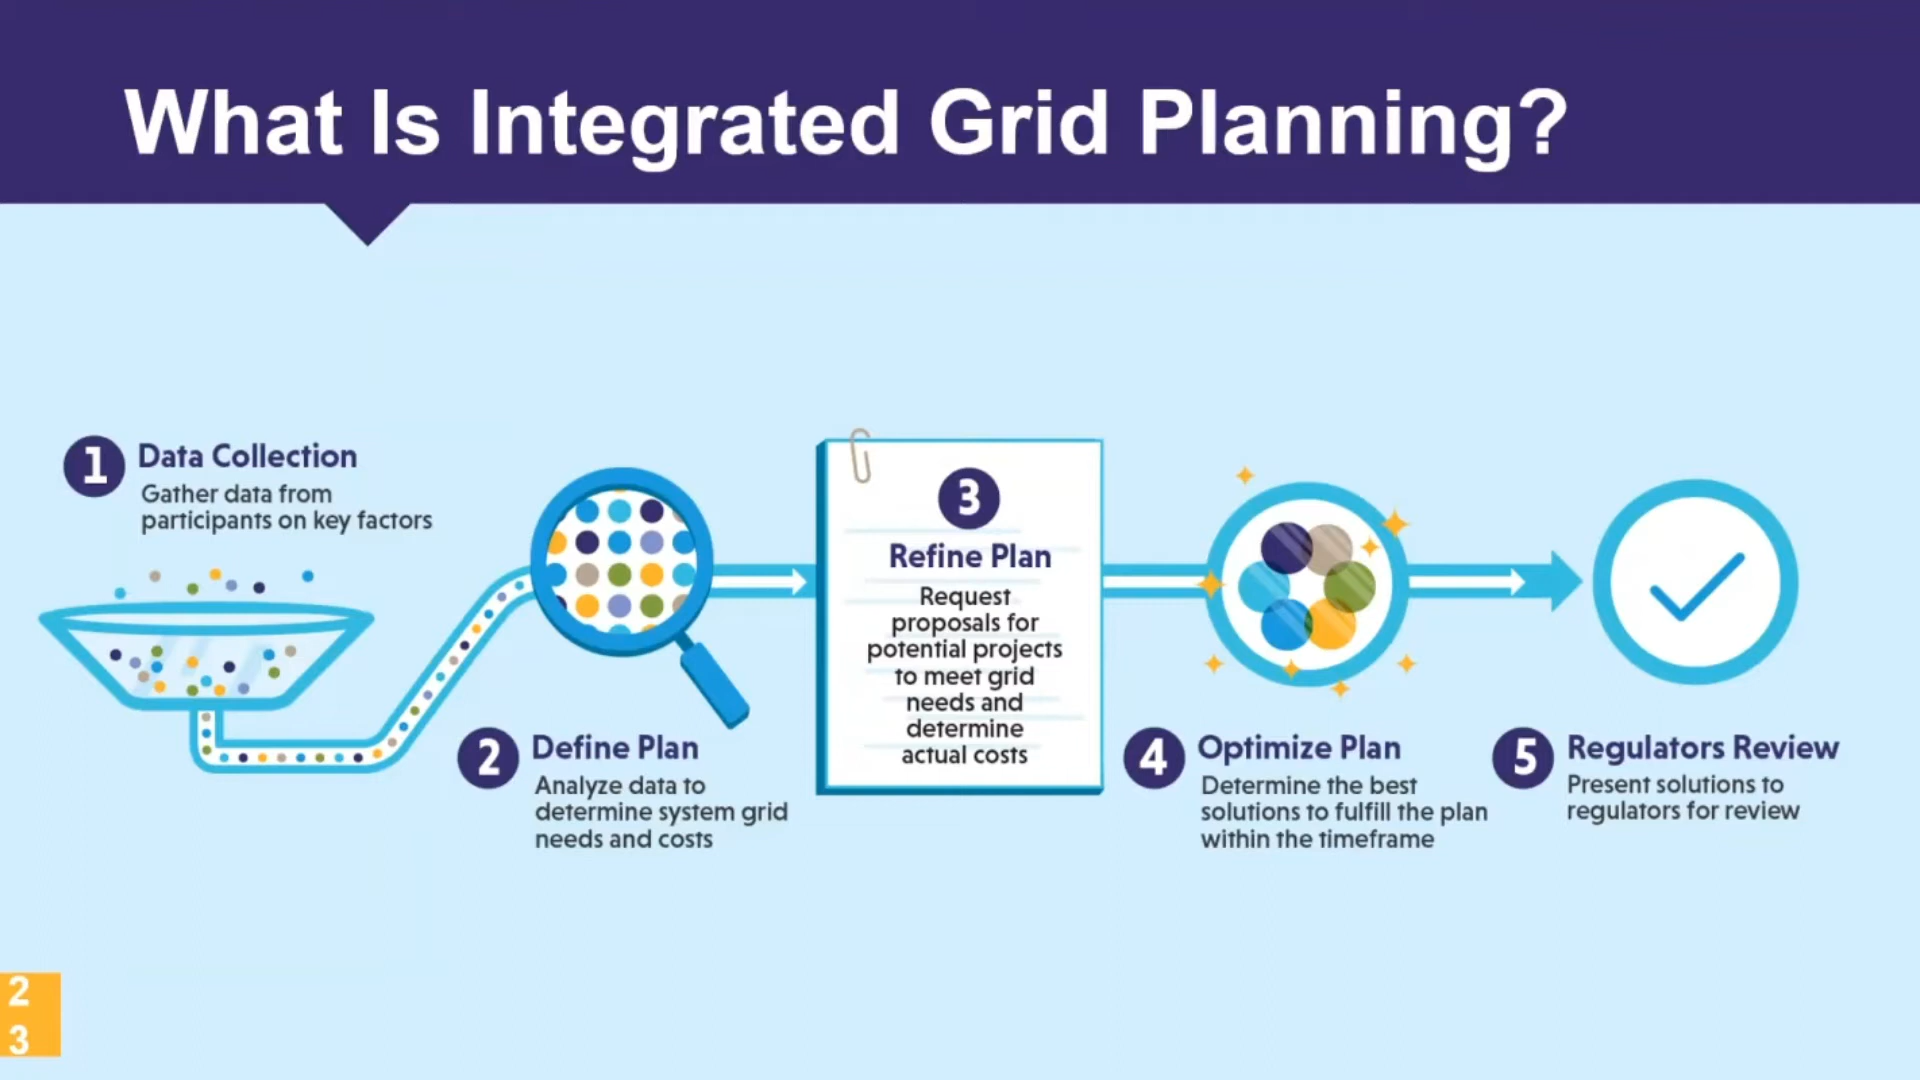 What Is Integrated Grid Planning?
1
Data Collection
Gather data from
participants on key factors
2
Define Plan
Analyze data to
determine system grid
needs and costs
3
Refine Plan
Request
proposals for
potential projects
to meet grid
needs and
determine
actual costs
4
Optimize Plan
Determine the best
solutions to fulfill the plan
within the timeframe
5
Regulators Review
Present solutions to
regulators for review
2
3